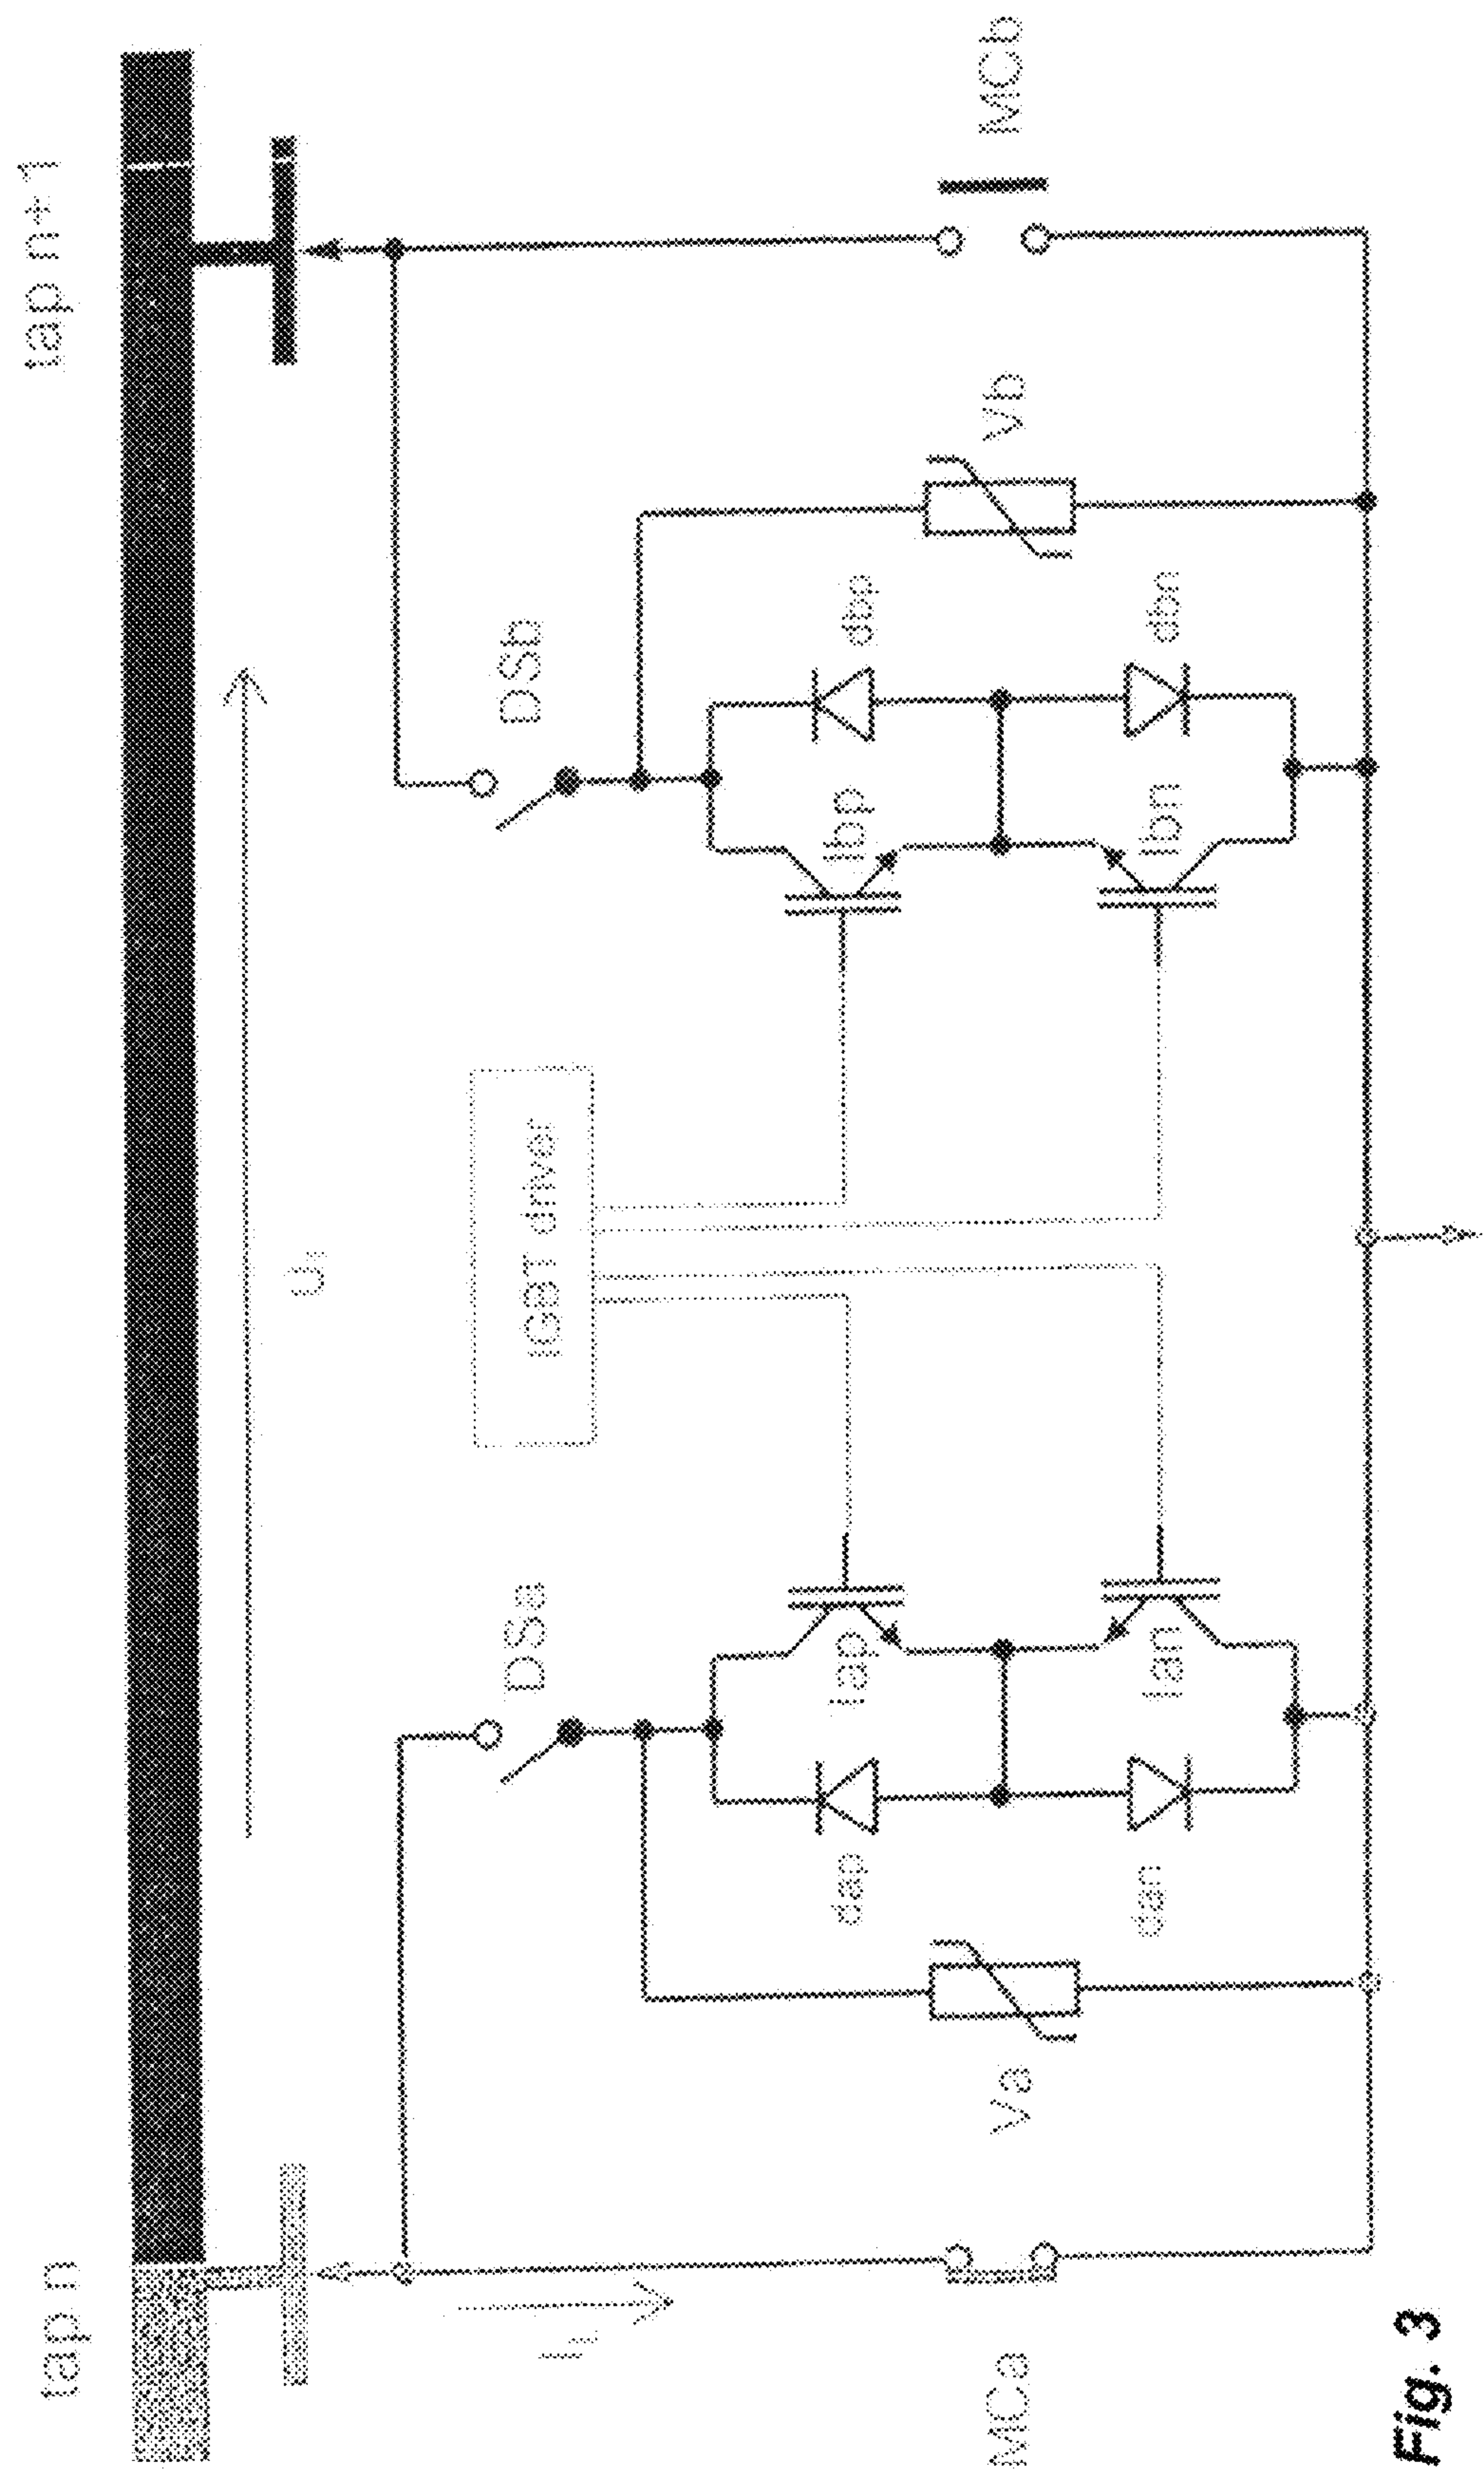 tap n
tap n+1
Us
IL
DSa
DSb
IGBT driver
MCa
Va
dap
Iap
Ibp
dbp
Vb
MCb
dan
Ian
Ibn
dbn
Fig. 3